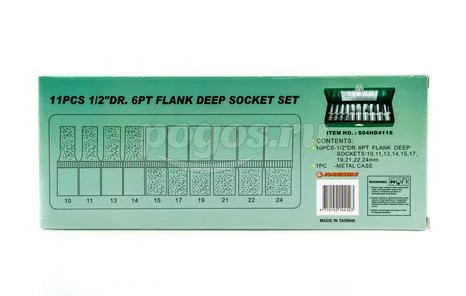 11PCS 1/2"DR. 6PT FLANK DEEP SOCKET SET
pogos.ru
ITEM NO.: S04HD411S
CONTENTS:
10PCS-1/2"DR. 6PT FLANK DEEP
SOCKETS:10,11,13,14,15,17,
19,21,22,24mm
1PC -METAL CASE
10 11 13 14 15 17 19 21 22 24
JONNESWAY
WARNING
MADE IN TAIWAN